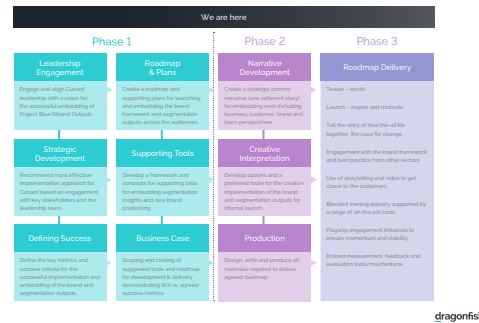 We are here
Phase 1
Phase 2
Phase 3
Leadership
Engagement
Engage and align Cunard
leadership with a vision for
the successful embedding of
Project Blue Riband Outputs
Roadmap
& Plans
Create a roadmap and
supporting plans for launching
and embedding the brand
framework and segmentation
outputs across the audiences
Narrative
Development
Create a strategic comms
narrative (one coherent story)
for embedding work including
business, customer, brand and
team perspectives
Roadmap Delivery
Teaser – excite
Launch – inspire and motivate
Tell the story of how this all fits
together, the case for change
Engagement with the brand framework
and best practice from other sectors
Use of storytelling and video to get
closer to the customers
Blended training delivery supported by
a range of on-the-job tools
Flagship engagement initiatives to
ensure momentum and visibility
Embed measurement, feedback and
evaluation tools/mechanisms
Strategic
Development
Recommend most effective
implementation approach for
Cunard based on engagement
with key stakeholders and the
leadership team
Supporting Tools
Develop a framework and
concepts for supporting tools
for embedding segmentation
insights and new brand
positioning
Creative
Interpretation
Develop options and a
preferred route for the creative
implementation of the brand
and segmentation outputs for
internal launch
Defining Success
Define the key metrics and
success criteria for the
successful implementation and
embedding of the brand and
segmentation outputs
Business Case
Scoping and costing of
suggested tools and roadmap
for development & delivery
demonstrating ROI vs. agreed
success metrics
Production
Design, write and produce all
materials required to deliver
agreed roadmap.
dragonfis